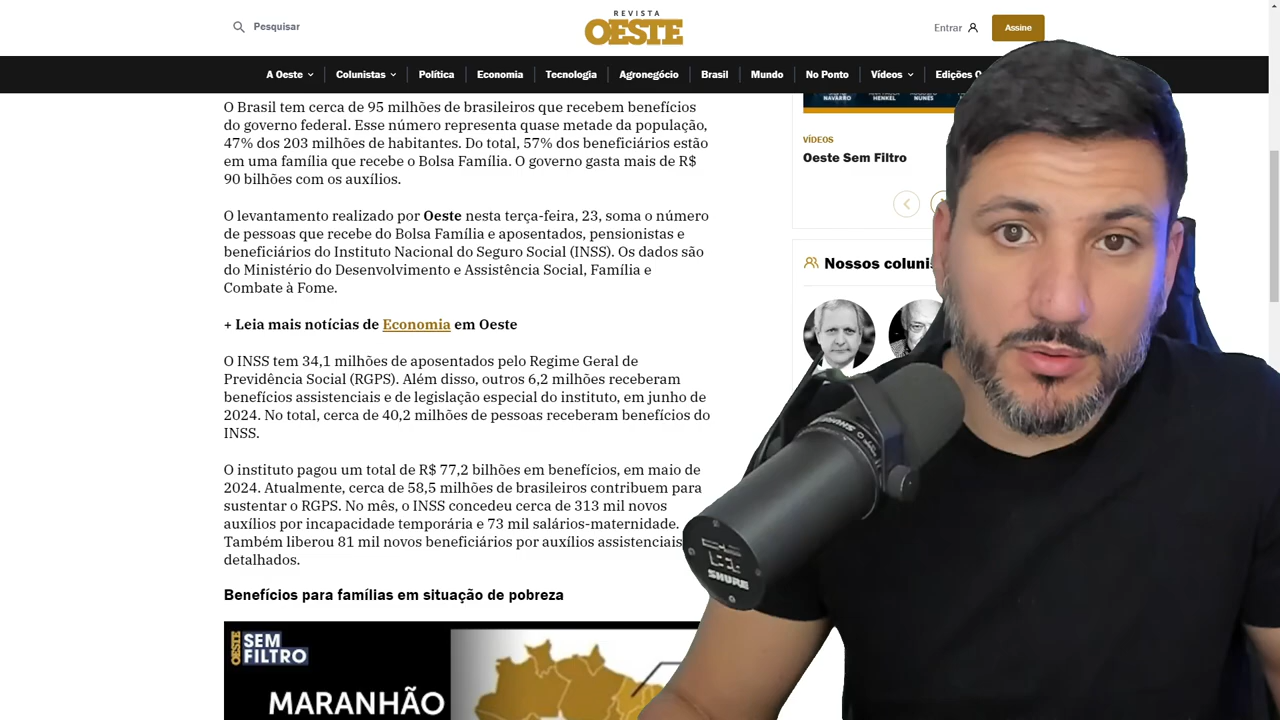 Pesquisar
REVISTA
OESTE
Entrar
Assine
A Oeste
Colunistas
Política
Economia
Tecnologia
Agronegócio
Brasil
Mundo
No Ponto
Vídeos
Edições
O Brasil tem cerca de 95 milhões de brasileiros que recebem benefícios
do governo federal. Esse número representa quase metade da população,
47% dos 203 milhões de habitantes. Do total, 57% dos beneficiários estão
em uma família que recebe o Bolsa Família. O governo gasta mais de R$
90 bilhões com os auxílios.
O levantamento realizado por Oeste nesta terça-feira, 23, soma o número
de pessoas que recebe do Bolsa Família e aposentados, pensionistas e
beneficiários do Instituto Nacional do Seguro Social (INSS). Os dados são
do Ministério do Desenvolvimento e Assistência Social, Família e
Combate à Fome.
+ Leia mais notícias de Economia em Oeste
O INSS tem 34,1 milhões de aposentados pelo Regime Geral de
Previdência Social (RGPS). Além disso, outros 6,2 milhões receberam
benefícios assistenciais e de legislação especial do instituto, em junho de
2024. No total, cerca de 40,2 milhões de pessoas receberam benefícios do
INSS.
O instituto pagou um total de R$ 77,2 bilhões em benefícios, em maio de
2024. Atualmente, cerca de 58,5 milhões de brasileiros contribuem para
sustentar o RGPS. No mês, o INSS concedeu cerca de 313 mil novos
auxílios por incapacidade temporária e 73 mil salários-maternidade.
Também liberou 81 mil novos beneficiários por auxílios assistenciais
detalhados.
Benefícios para famílias em situação de pobreza
OESTE
SEM
FILTRO
MARANHÃO
NAVARRO
HENKEL
NUNES
VÍDEOS
Oeste Sem Filtro
Nossos
SHURE